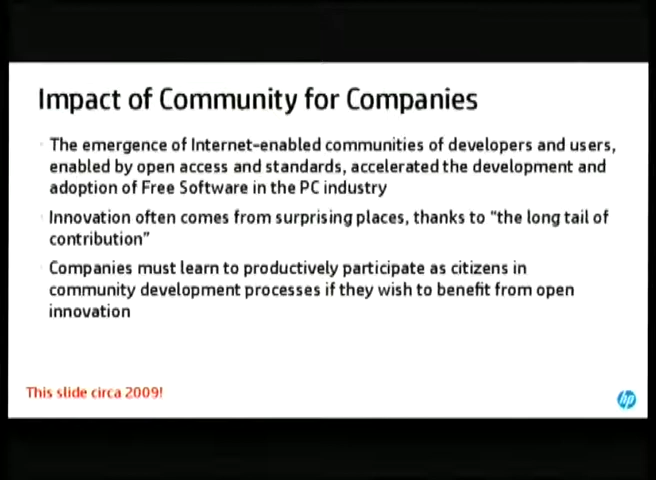 Impact of Community for Companies
The emergence of Internet-enabled communities of developers and users,
enabled by open access and standards, accelerated the development and
adoption of Free Software in the PC industry
Innovation often comes from surprising places, thanks to “the long tail of
contribution”
Companies must learn to productively participate as citizens in
community development processes if they wish to benefit from open
innovation
This slide circa 2009!
hp